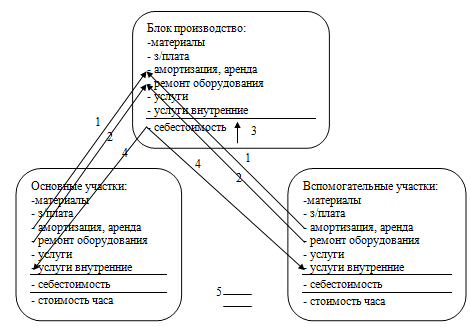 Блок производство:
-материалы
- з/плата
- амортизация, аренда
- ремонт оборудования
- услуги
- услуги внутренние
- себестоимость
3
1
2
4
4
1
2
Основные участки:
-материалы
- з/плата
- амортизация, аренда
- ремонт оборудования
- услуги
- услуги внутренние
- себестоимость
- стоимость часа
Вспомогательные участки:
-материалы
- з/плата
- амортизация, аренда
- ремонт оборудования
- услуги
- услуги внутренние
- себестоимость
- стоимость часа
5